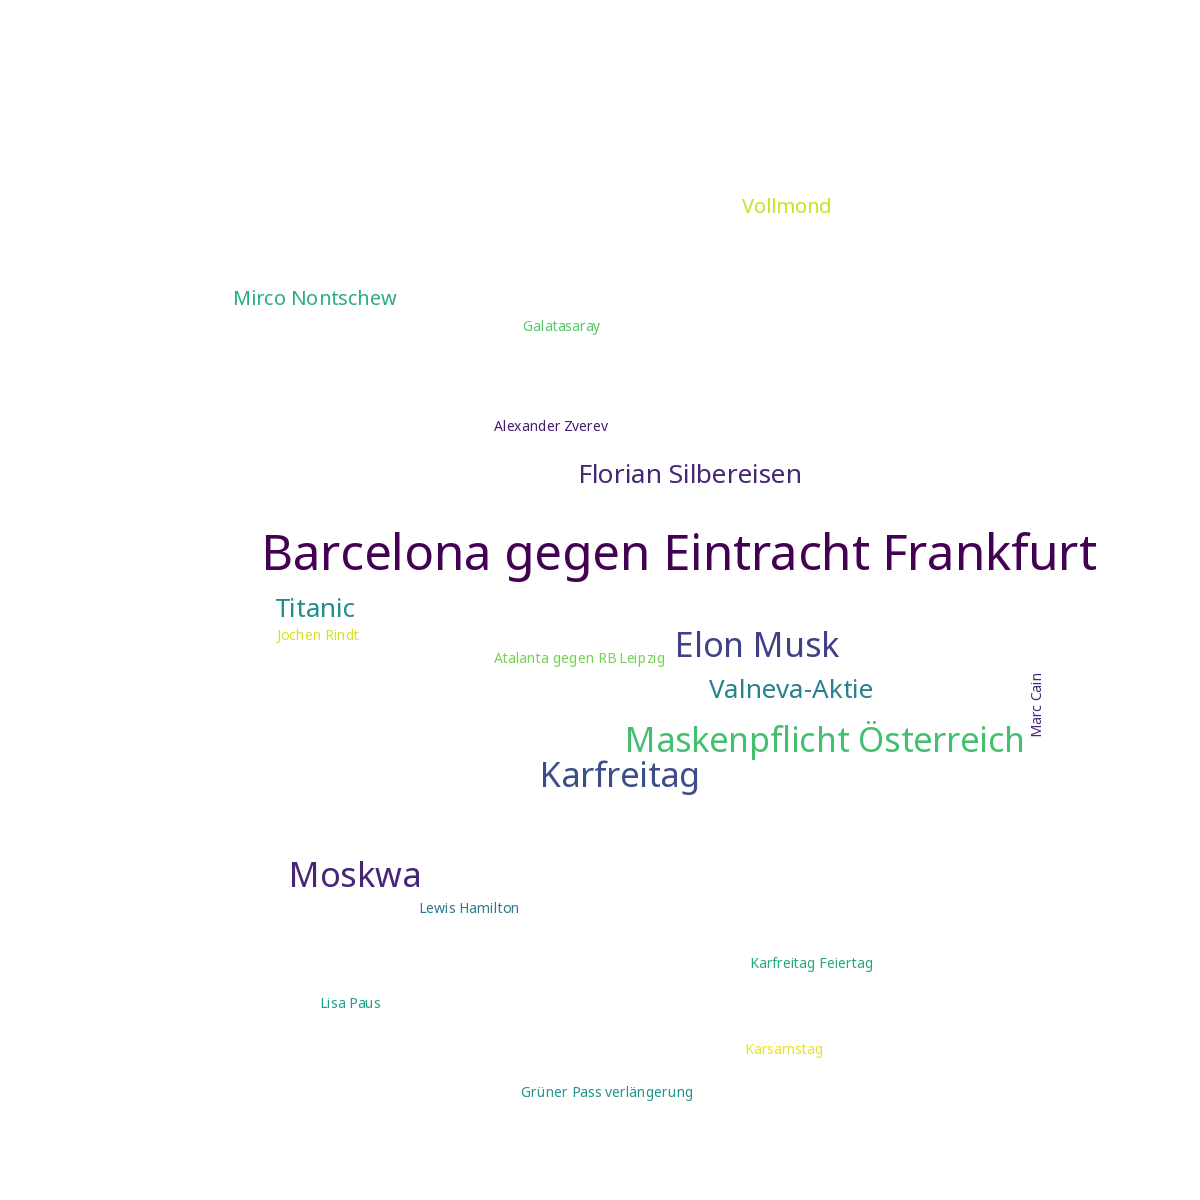 Vollmond
Mirco Nontschew
Galatasaray
Alexander Zverev
Florian Silbereisen
Barcelona gegen Eintracht Frankfurt
Titanic
Jochen Rindt
Elon Musk
Atalanta gegen RB Leipzig
Valneva-Aktie
Marc Cain
Maskenpflicht Österreich
Karfreitag
Moskwa
Lewis Hamilton
Karfreitag Feiertag
Lisa Paus
Karsamstag
Grüner Pass verlängerung